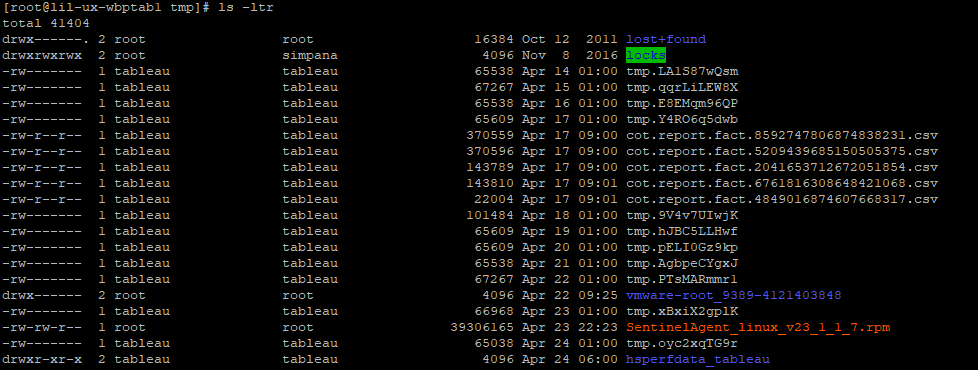 [root@lil-ux-wbptab1 tmp]# ls -ltr
total 41404
drwx------. 2 root root 16384 Oct 12 2011 lost+found
drwxrwxrwx 2 root simpana 4096 Nov 8 2016 locks
-rw------- 1 tableau tableau 65538 Apr 14 01:00 tmp.LAlS87wQsm
-rw------- 1 tableau tableau 67267 Apr 15 01:00 tmp.qqrLiLEW8X
-rw------- 1 tableau tableau 65538 Apr 16 01:00 tmp.E8EMqm96QP
-rw------- 1 tableau tableau 65609 Apr 17 01:00 tmp.Y4RO6q5dwb
-rw-r--r-- 1 tableau tableau 370559 Apr 17 09:00 cot.report.fact.8592747806874838231.csv
-rw-r--r-- 1 tableau tableau 370596 Apr 17 09:00 cot.report.fact.5209439685150505375.csv
-rw-r--r-- 1 tableau tableau 143789 Apr 17 09:00 cot.report.fact.2041653712672051854.csv
-rw-r--r-- 1 tableau tableau 143810 Apr 17 09:01 cot.report.fact.6761816308648421068.csv
-rw-r--r-- 1 tableau tableau 22004 Apr 17 09:01 cot.report.fact.4849016874607668317.csv
-rw------- 1 tableau tableau 101484 Apr 18 01:00 tmp.9V4v7UIwjK
-rw------- 1 tableau tableau 65609 Apr 19 01:00 tmp.hJBC5LLHwf
-rw------- 1 tableau tableau 65609 Apr 20 01:00 tmp.pELI0Gz9kp
-rw------- 1 tableau tableau 65538 Apr 21 01:00 tmp.AgbpeCYgxJ
-rw------- 1 tableau tableau 67267 Apr 22 01:00 tmp.PTsMARmmrl
drwx------ 2 root root 4096 Apr 22 09:25 vmware-root_9389-4121403848
-rw------- 1 tableau tableau 66968 Apr 23 01:00 tmp.xBxiX2gplK
-rw-rw-r-- 1 root root 39306165 Apr 23 22:23 SentinelAgent_linux_v23_1_1_7.rpm
-rw------- 1 tableau tableau 65038 Apr 24 01:00 tmp.oyc2xqTG9r
drwxr-xr-x 2 tableau tableau 4096 Apr 24 06:00 hsperfdata_tableau